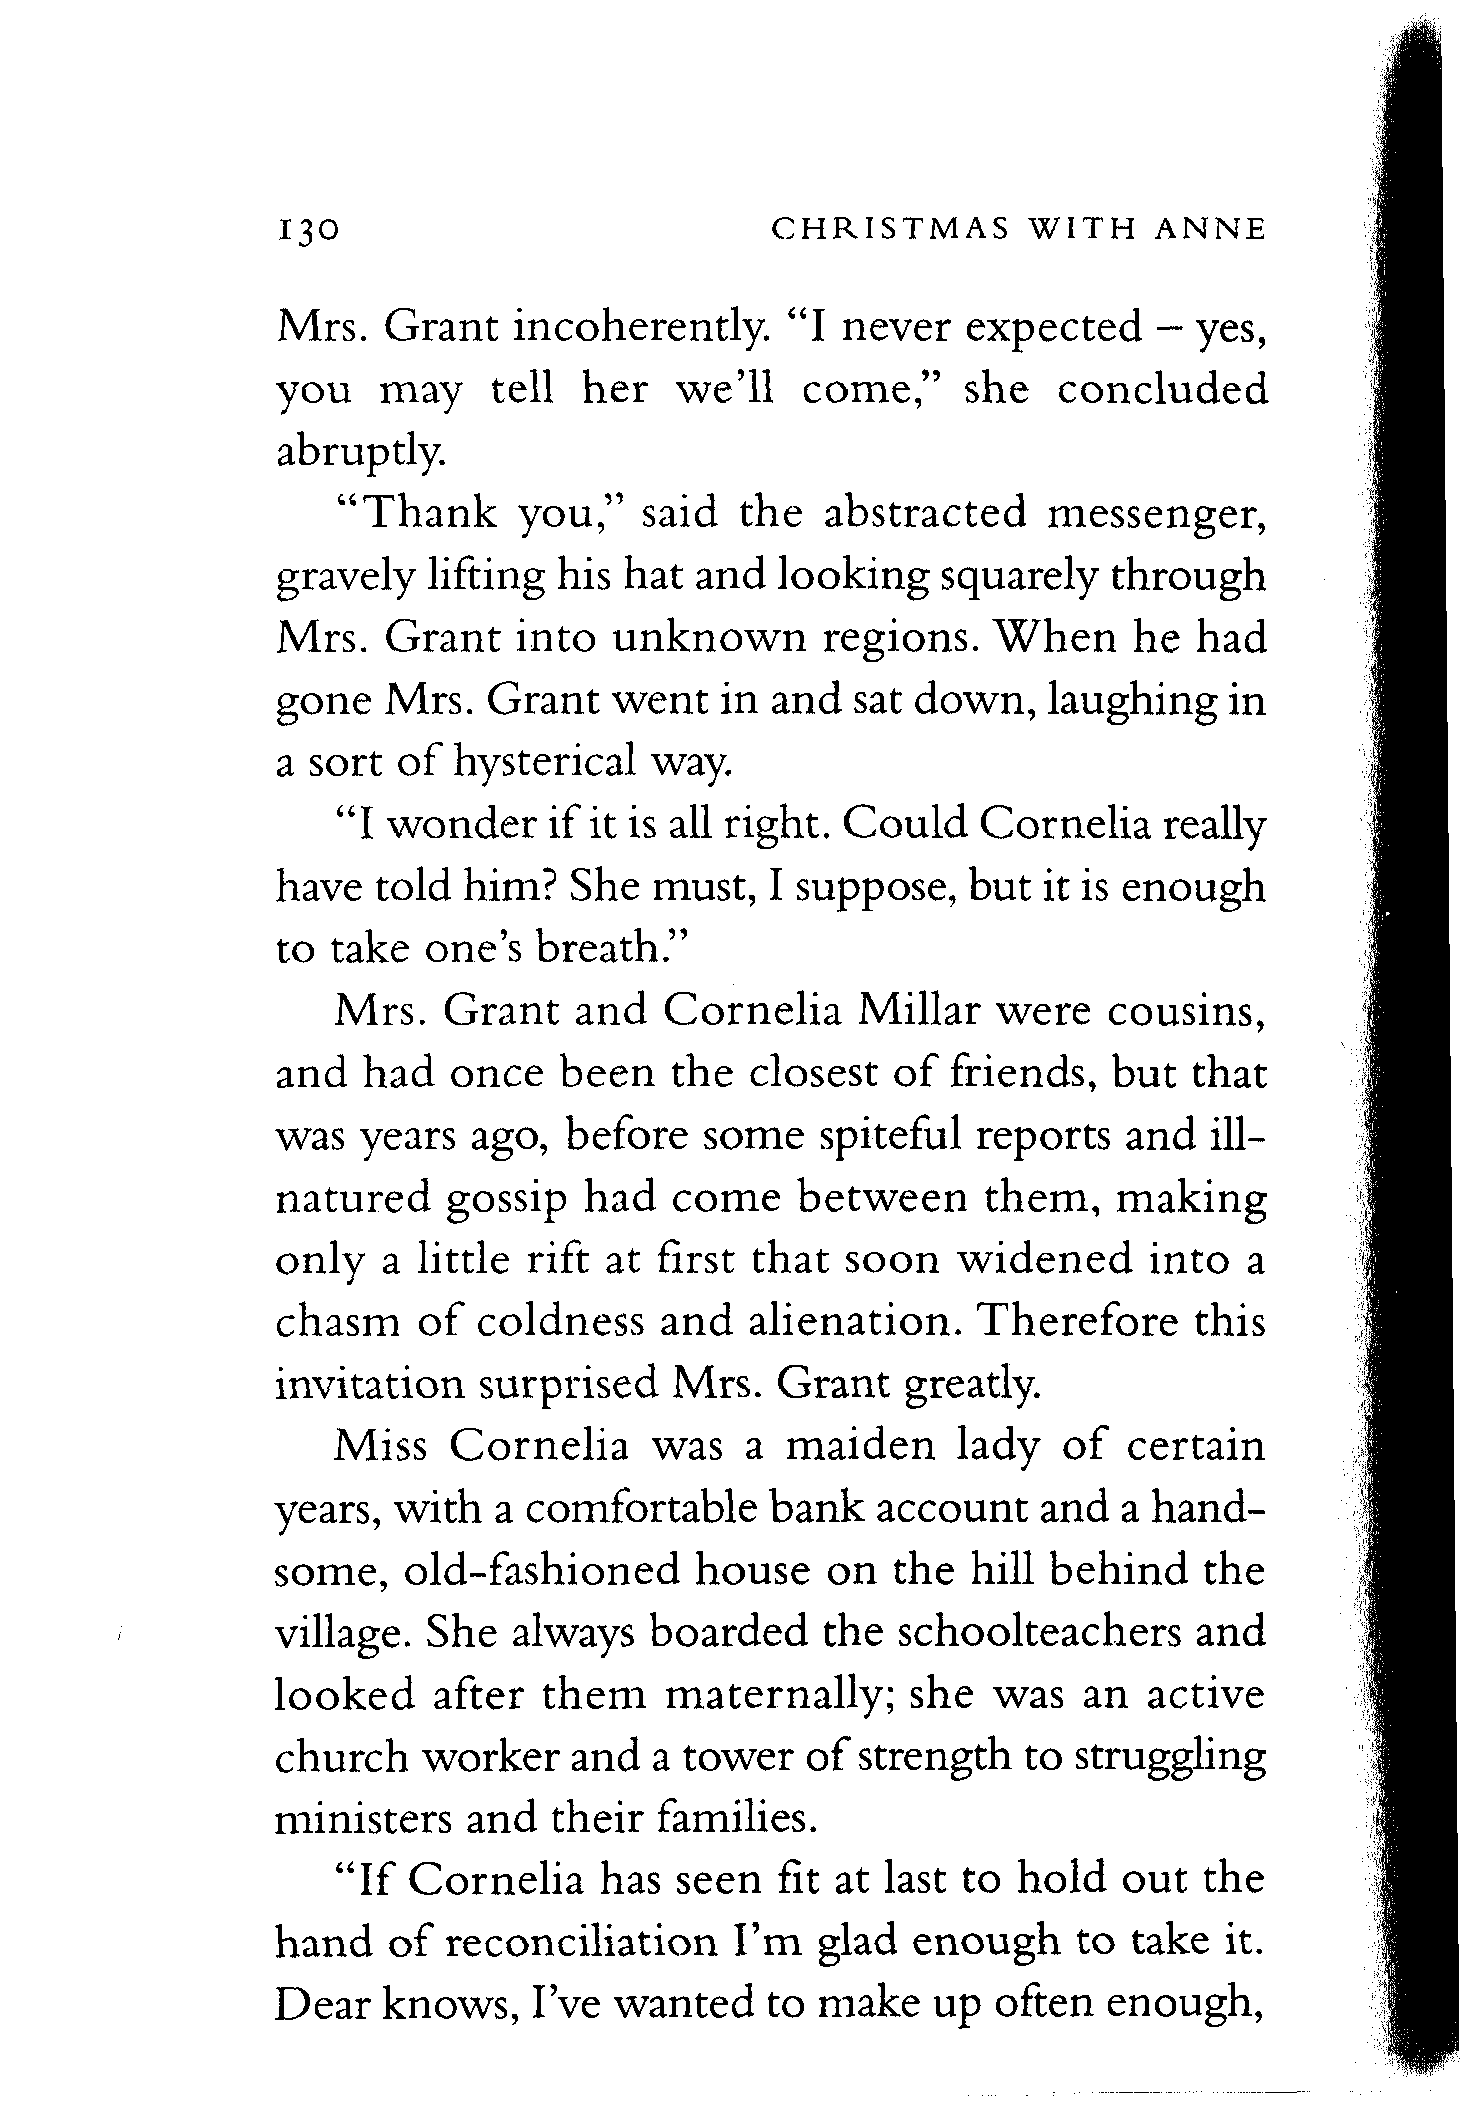 130 CHRISTMAS WITH ANNE
Mrs. Grant incoherently. “I never expected – yes,
you may tell her we’ll come,” she concluded
abruptly.
“Thank you,” said the abstracted messenger,
gravely lifting his hat and looking squarely through
Mrs. Grant into unknown regions. When he had
gone Mrs. Grant went in and sat down, laughing in
a sort of hysterical way.
“I wonder if it is all right. Could Cornelia really
have told him? She must, I suppose, but it is enough
to take one’s breath.”
Mrs. Grant and Cornelia Millar were cousins,
and had once been the closest of friends, but that
was years ago, before some spiteful reports and ill-
natured gossip had come between them, making
only a little rift at first that soon widened into a
chasm of coldness and alienation. Therefore this
invitation surprised Mrs. Grant greatly.
Miss Cornelia was a maiden lady of certain
years, with a comfortable bank account and a hand-
some, old-fashioned house on the hill behind the
village. She always boarded the schoolteachers and
looked after them maternally; she was an active
church worker and a tower of strength to struggling
ministers and their families.
“If Cornelia has seen fit at last to hold out the
hand of reconciliation I’m glad enough to take it.
Dear knows, I’ve wanted to make up often enough,